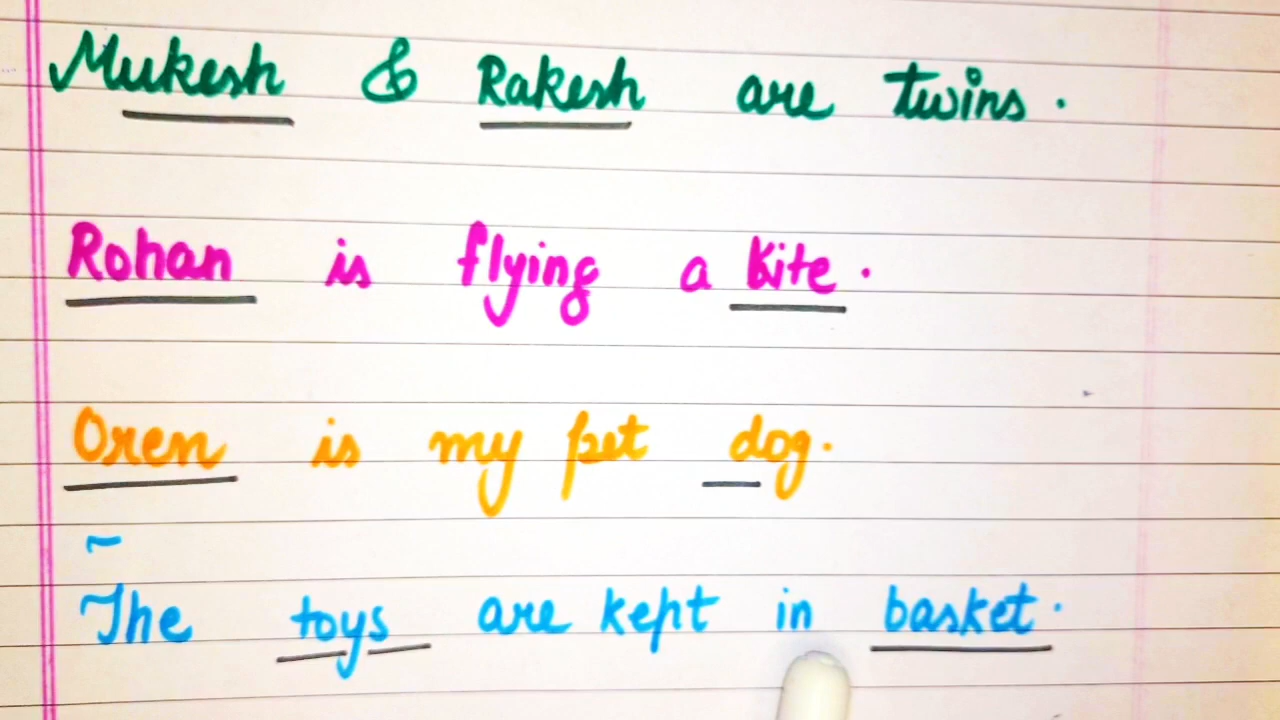 Mukesh & Rakesh are twins.
Rohan is flying a kite.
Oren is my pet dog.
The toys are kept in basket.